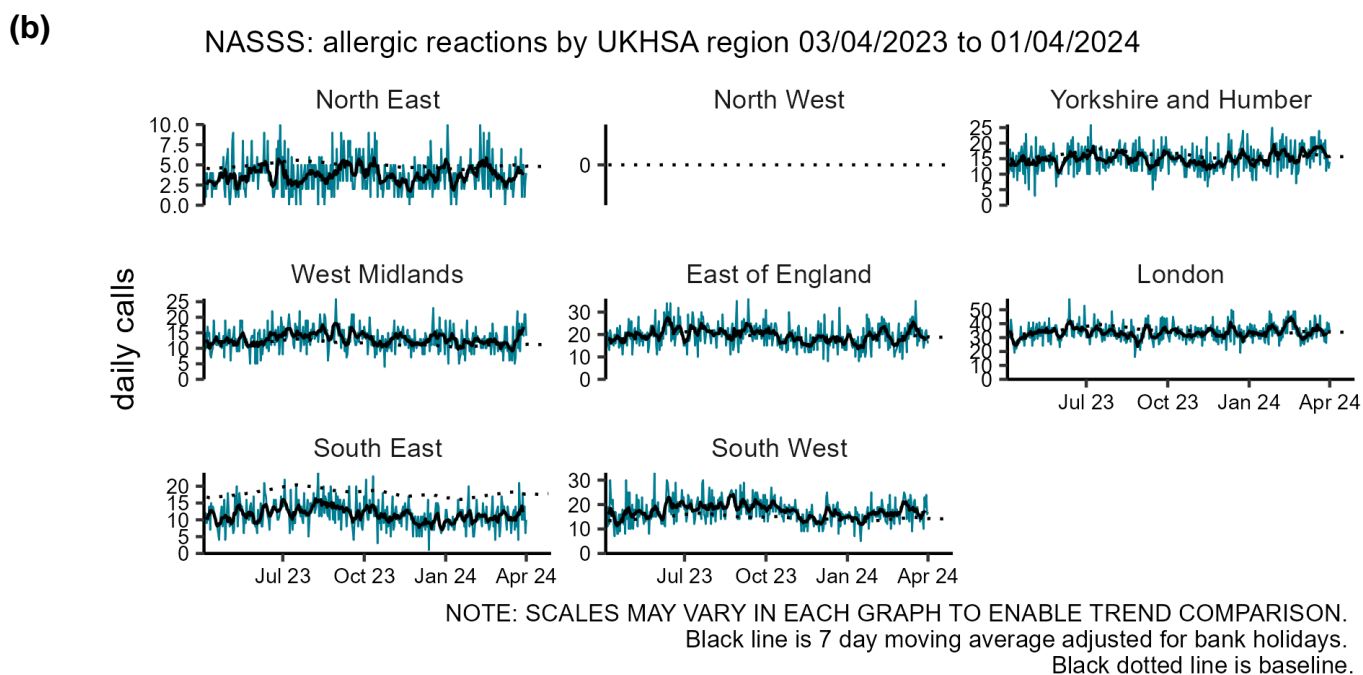 (b)
NASSS: allergic reactions by UKHSA region 03/04/2023 to 01/04/2024
North East
North West
Yorkshire and Humber
10.0
7.5
5.0
2.5
0.0
0
25
20
15
10
5
0
daily calls
West Midlands
East of England
London
25
20
15
10
5
0
30
20
10
0
50
40
30
20
10
0
Jul 23 Oct 23 Jan 24 Apr 24
South East
South West
20
15
10
5
0
30
20
10
0
Jul 23 Oct 23 Jan 24 Apr 24
Jul 23 Oct 23 Jan 24 Apr 24
NOTE: SCALES MAY VARY IN EACH GRAPH TO ENABLE TREND COMPARISON.
Black line is 7 day moving average adjusted for bank holidays.
Black dotted line is baseline.